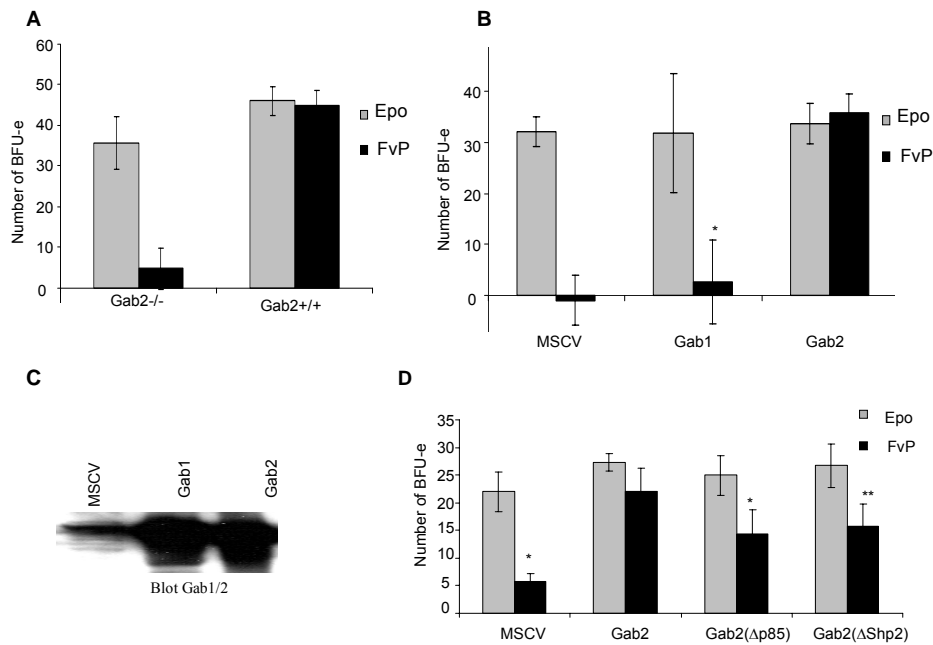 A
60
50
40
30
20
10
0
Number of BFU-e
Epo
FvP
Gab2-/-
Gab2+/+
B
40
30
20
10
0
Number of BFU-e
Epo
FvP
*
MSCV
Gab1
Gab2
C
MSCV
Gab1
Gab2
Blot Gab1/2
D
35
30
25
20
15
10
5
0
Number of BFU-e
Epo
FvP
*
*
**
MSCV
Gab2
Gab2(Δp85)
Gab2(ΔShp2)